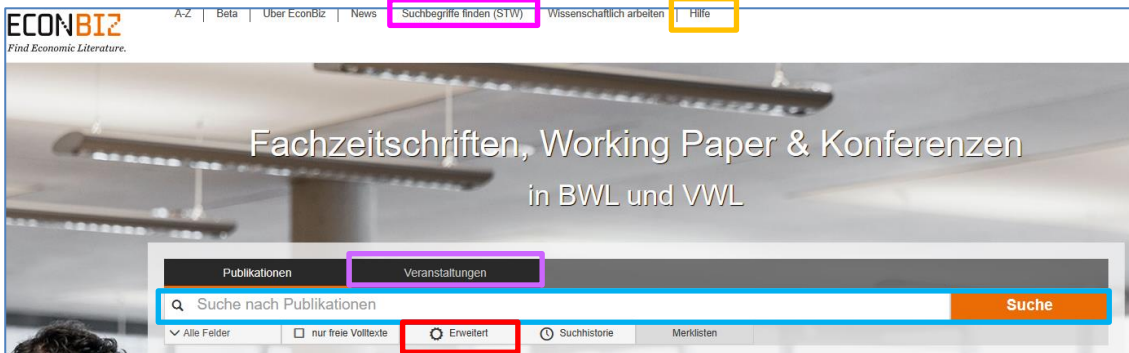 ECONBIZ
Find Economic Literature.
A-Z | Beta | Über EconBiz | News | Suchbegriffe finden (STW) | Wissenschaftlich arbeiten | Hilfe
Fachzeitschriften, Working Paper & Konferenzen
in BWL und VWL
Publikationen Veranstaltungen
Suche nach Publikationen Suche
Alle Felder nur freie Volltexte Erweitert Suchhistorie Merklisten